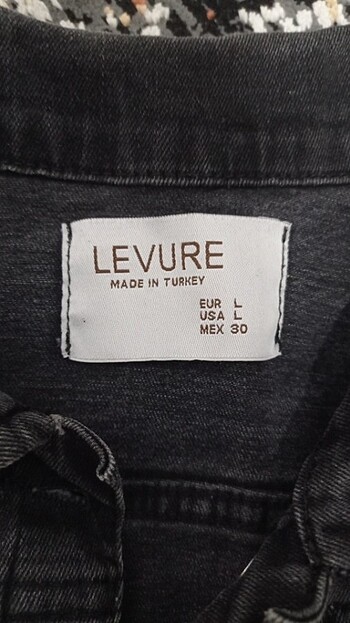 LEVURE
MADE IN TURKEY
EUR L
USA L
MEX 30